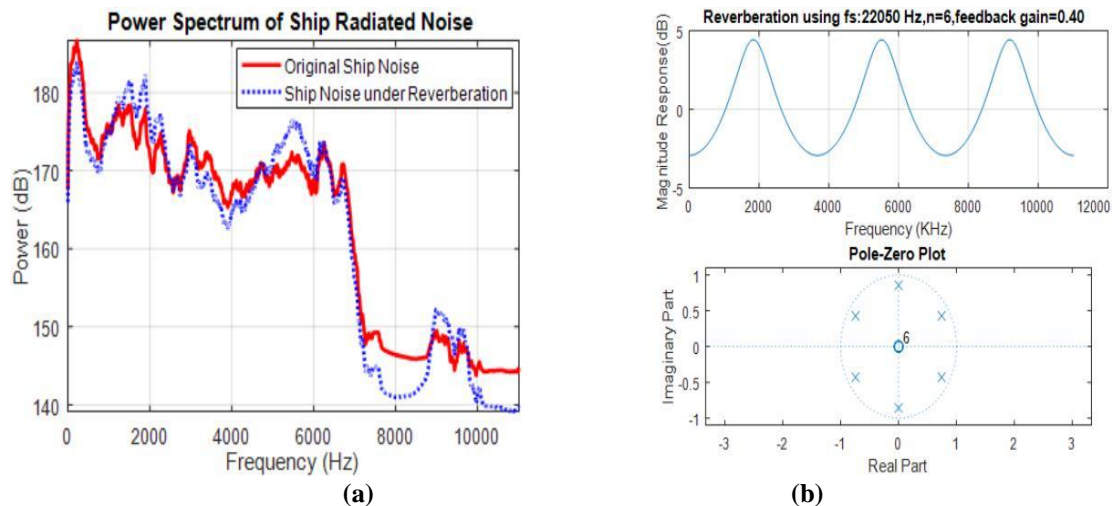 Power Spectrum of Ship Radiated Noise
Original Ship Noise
Ship Noise under Reverberation
Power (dB)
180
170
160
150
140
0 2000 4000 6000 8000 10000
Frequency (Hz)
(a)
Reverberation using fs:22050 Hz,n=6,feedback gain=0.40
Magnitude Response(dB)
5
0
-5
0 2000 4000 6000 8000 10000 12000
Frequency (KHz)
Pole-Zero Plot
Imaginary Part
1
0.5
0
-0.5
-1
6
-3 -2 -1 0 1 2 3
Real Part
(b)